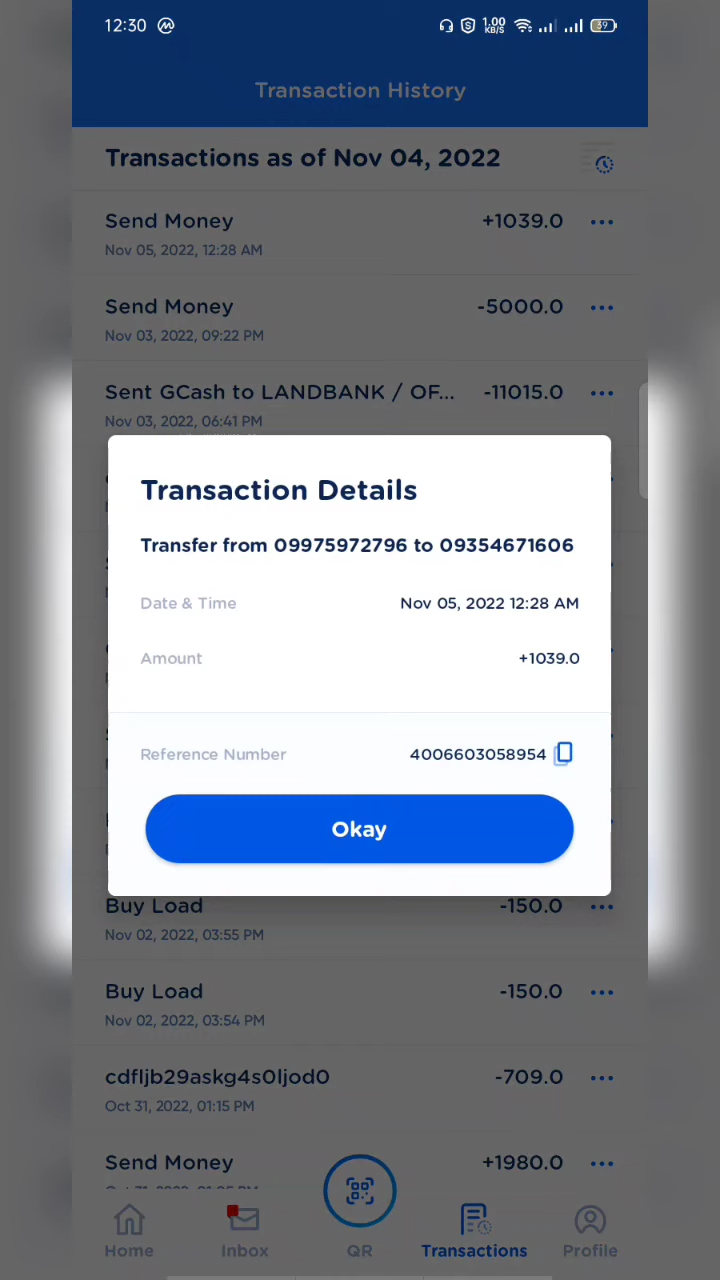 12:30
1.00
KB/S
39
Transaction History
Transactions as of Nov 04, 2022
Send Money +1039.0
Nov 05, 2022, 12:28 AM
Send Money -5000.0
Nov 03, 2022, 09:22 PM
Sent GCash to LANDBANK / OF... -11015.0
Nov 03, 2022, 06:41 PM
Transaction Details
Transfer from 09975972796 to 09354671606
Date & Time Nov 05, 2022 12:28 AM
Amount +1039.0
Reference Number 4006603058954
Okay
Buy Load -150.0
Nov 02, 2022, 03:55 PM
Buy Load -150.0
Nov 02, 2022, 03:54 PM
cdfljb29askg4s0ljod0 -709.0
Oct 31, 2022, 01:15 PM
Send Money +1980.0
Home Inbox QR Transactions Profile